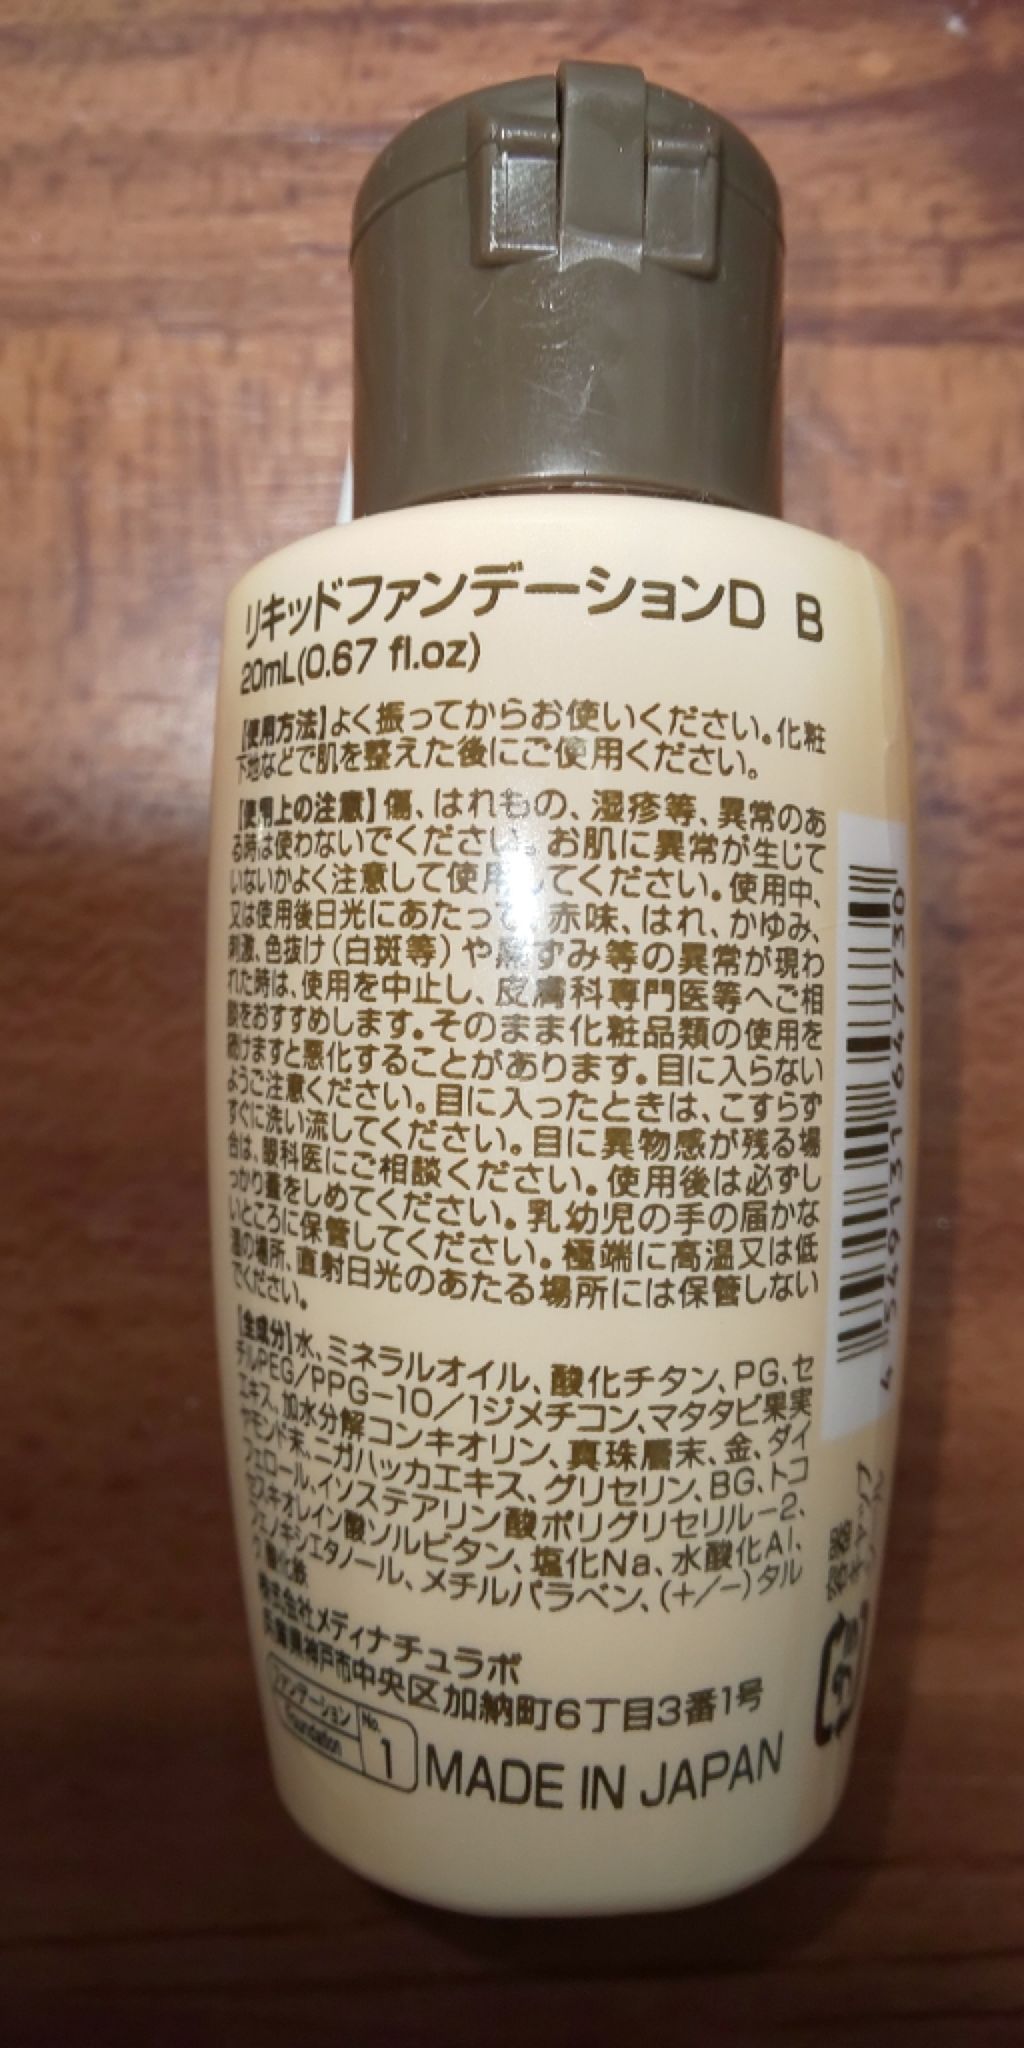 リキッドファンデーションD B
20mL(0.67 fl.oz)
【使用方法】よく振ってからお使いください。化粧
下地などで肌を整えた後にご使用ください。
【使用上の注意】傷、はれもの、湿疹等、異常のあ
る時は使わないでください。お肌に異常が生じて
いないかよく注意して使用してください。使用中、
又は使用後日光にあたって、赤味、はれ、かゆみ、
刺激、色抜け(白斑等)や黒ずみ等の異常が現わ
れた時は、使用を中止し、皮膚科専門医等へご相
談をおすすめします。そのまま化粧品類の使用を
続けますと悪化することがあります。目に入らない
ようご注意ください。目に入ったときは、こすらず
すぐに洗い流してください。目に異物感が残る場
合は、眼科医にご相談ください。使用後は必ずし
っかり蓋をしめてください。乳幼児の手の届かな
いところに保管してください。極端に高温又は低
温の場所、直射日光のあたる場所には保管しない
でください。
【全成分】水、ミネラルオイル、酸化チタン、PG、セ
チルPEG/PPG-10/1ジメチコン、マタタビ果実
エキス、加水分解コンキオリン、真珠層末、金、ダイ
ヤモンド末、ニガハッカエキス、グリセリン、BG、トコ
フェロール、イソステアリン酸ポリグリセリル-2、
セスキオレイン酸ソルビタン、塩化Na、水酸化Al、
フェノキシエタノール、メチルパラベン、(+/-)タル
ク、酸化鉄
株式会社メディナチュラボ
兵庫県神戸市中央区加納町6丁目3番1号
ファンデーション
Foundation
No.
1
MADE IN JAPAN